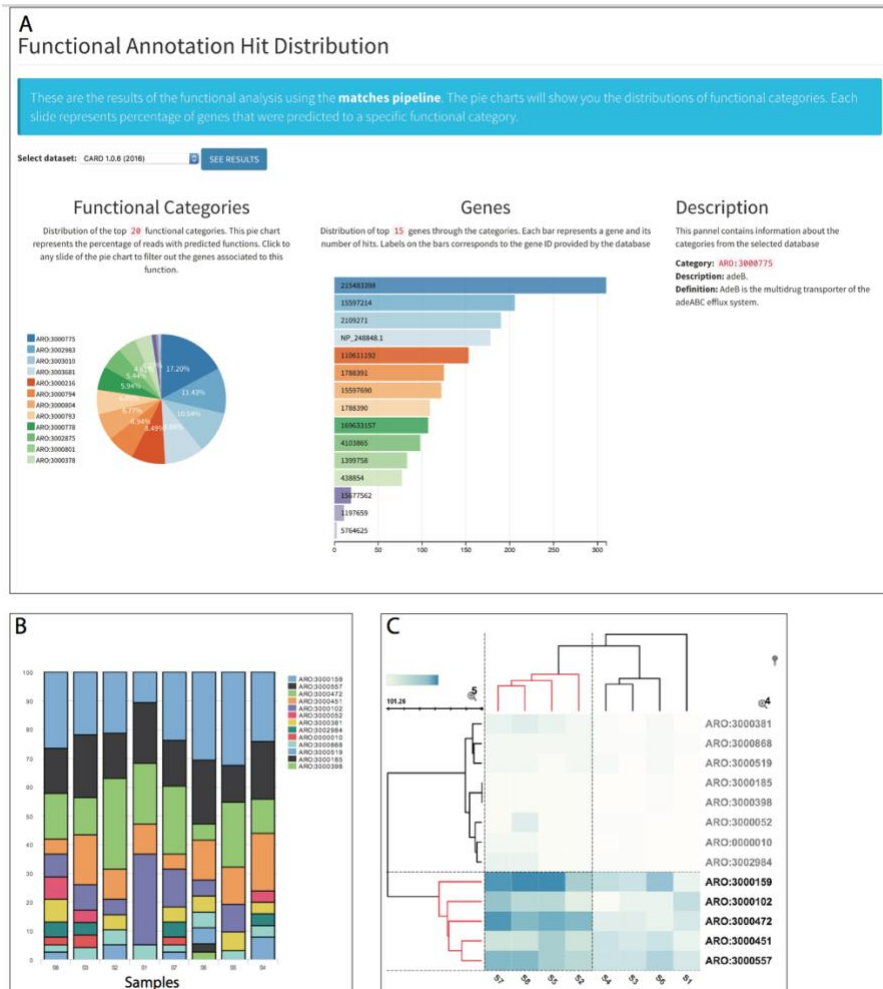 A
Functional Annotation Hit Distribution
These are the results of the functional analysis using the matches pipeline. The pie charts will show you the distributions of functional categories. Each
slide represents percentage of genes that were predicted to a specific functional category.
Select dataset: CARD 1.0.6 (2016) SEE RESULTS
Functional Categories
Distribution of the top 20 functional categories. This pie chart
represents the percentage of reads with predicted functions. Click to
any slide of the pie chart to filter out the genes associated to this
function.
ARO:3000775
ARO:3002983
ARO:3003010
ARO:3003681
ARO:3000216
ARO:3000794
ARO:3000804
ARO:3000793
ARO:3000778
ARO:3002875
ARO:3000801
ARO:3000378
17.20%
11.43%
8.49%
4.94%
6.77%
5.94%
5.44%
Genes
Distribution of top 15 genes through the categories. Each bar represents a gene and its
number of hits. Labels on the bars corresponds to the gene ID provided by the database
215483398
15597214
2109271
NP_248848.1
110611192
1788391
15597690
1788390
169633157
4103865
1399758
438854
15677562
1197659
5764625
0 50 100 150 200 250 300
Description
This pannel contains information about the
categories from the selected database
Category: ARO:3000775
Description: adeB.
Definition: AdeB is the multidrug transporter of the
adeABC efflux system.
B
100
90
80
70
60
50
40
30
20
10
0
Samples
ARO:3000159
ARO:3000557
ARO:3000472
ARO:3000451
ARO:3000102
ARO:3000052
ARO:3000381
ARO:3002984
ARO:0000010
ARO:3000868
ARO:3000519
ARO:3000185
ARO:3000398
C
5
4
101.26
ARO:3000381
ARO:3000868
ARO:3000519
ARO:3000185
ARO:3000398
ARO:3000052
ARO:0000010
ARO:3002984
ARO:3000159
ARO:3000102
ARO:3000472
ARO:3000451
ARO:3000557
S7 S8 S5 S2 S4 S3 S6 S1